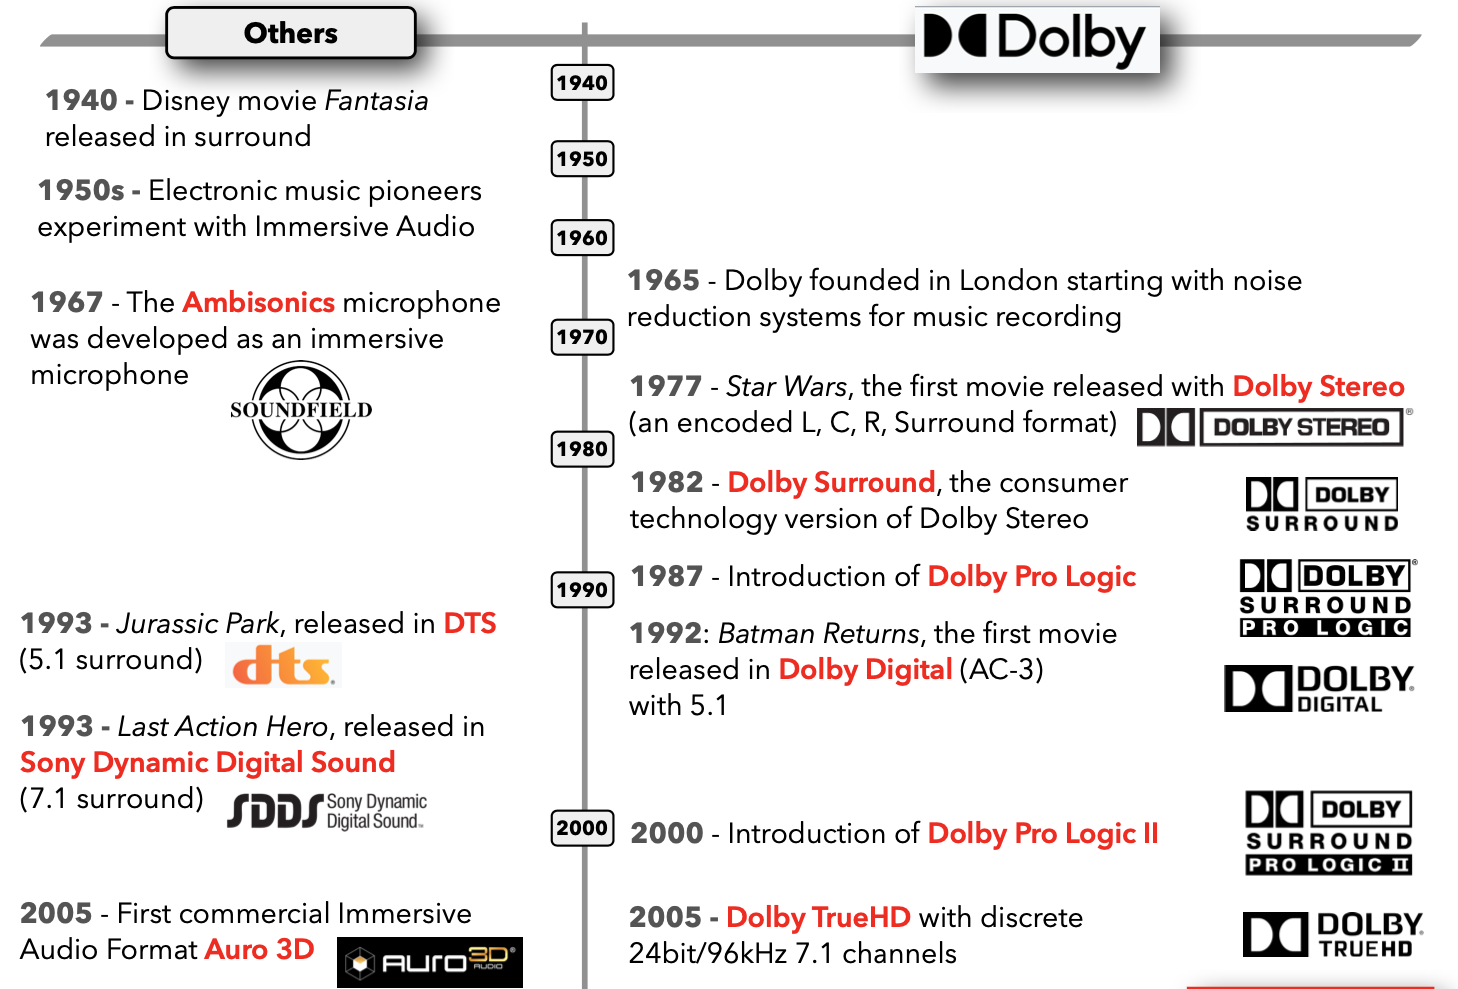 Others
Dolby
1940
1940 - Disney movie Fantasia
released in surround
1950
1950s - Electronic music pioneers
experiment with Immersive Audio
1960
1965 - Dolby founded in London starting with noise
reduction systems for music recording
1967 - The Ambisonics microphone
was developed as an immersive
microphone
SOUNDFIELD
1970
1977 - Star Wars, the first movie released with Dolby Stereo
(an encoded L, C, R, Surround format)
DOLBY STEREO®
1980
1982 - Dolby Surround, the consumer
technology version of Dolby Stereo
DOLBY
SURROUND
1987 - Introduction of Dolby Pro Logic
DOLBY®
SURROUND
PRO LOGIC
1990
1992: Batman Returns, the first movie
released in Dolby Digital (AC-3)
with 5.1
DOLBY®
DIGITAL
1993 - Jurassic Park, released in DTS
(5.1 surround)
dts®
1993 - Last Action Hero, released in
Sony Dynamic Digital Sound
(7.1 surround)
SDDS
Sony Dynamic
Digital Sound™
2000
2000 - Introduction of Dolby Pro Logic II
DOLBY
SURROUND
PRO LOGIC II
2005 - First commercial Immersive
Audio Format Auro 3D
AURO 3D®
AUDIO
2005 - Dolby TrueHD with discrete
24bit/96kHz 7.1 channels
DOLBY®
TRUEHD